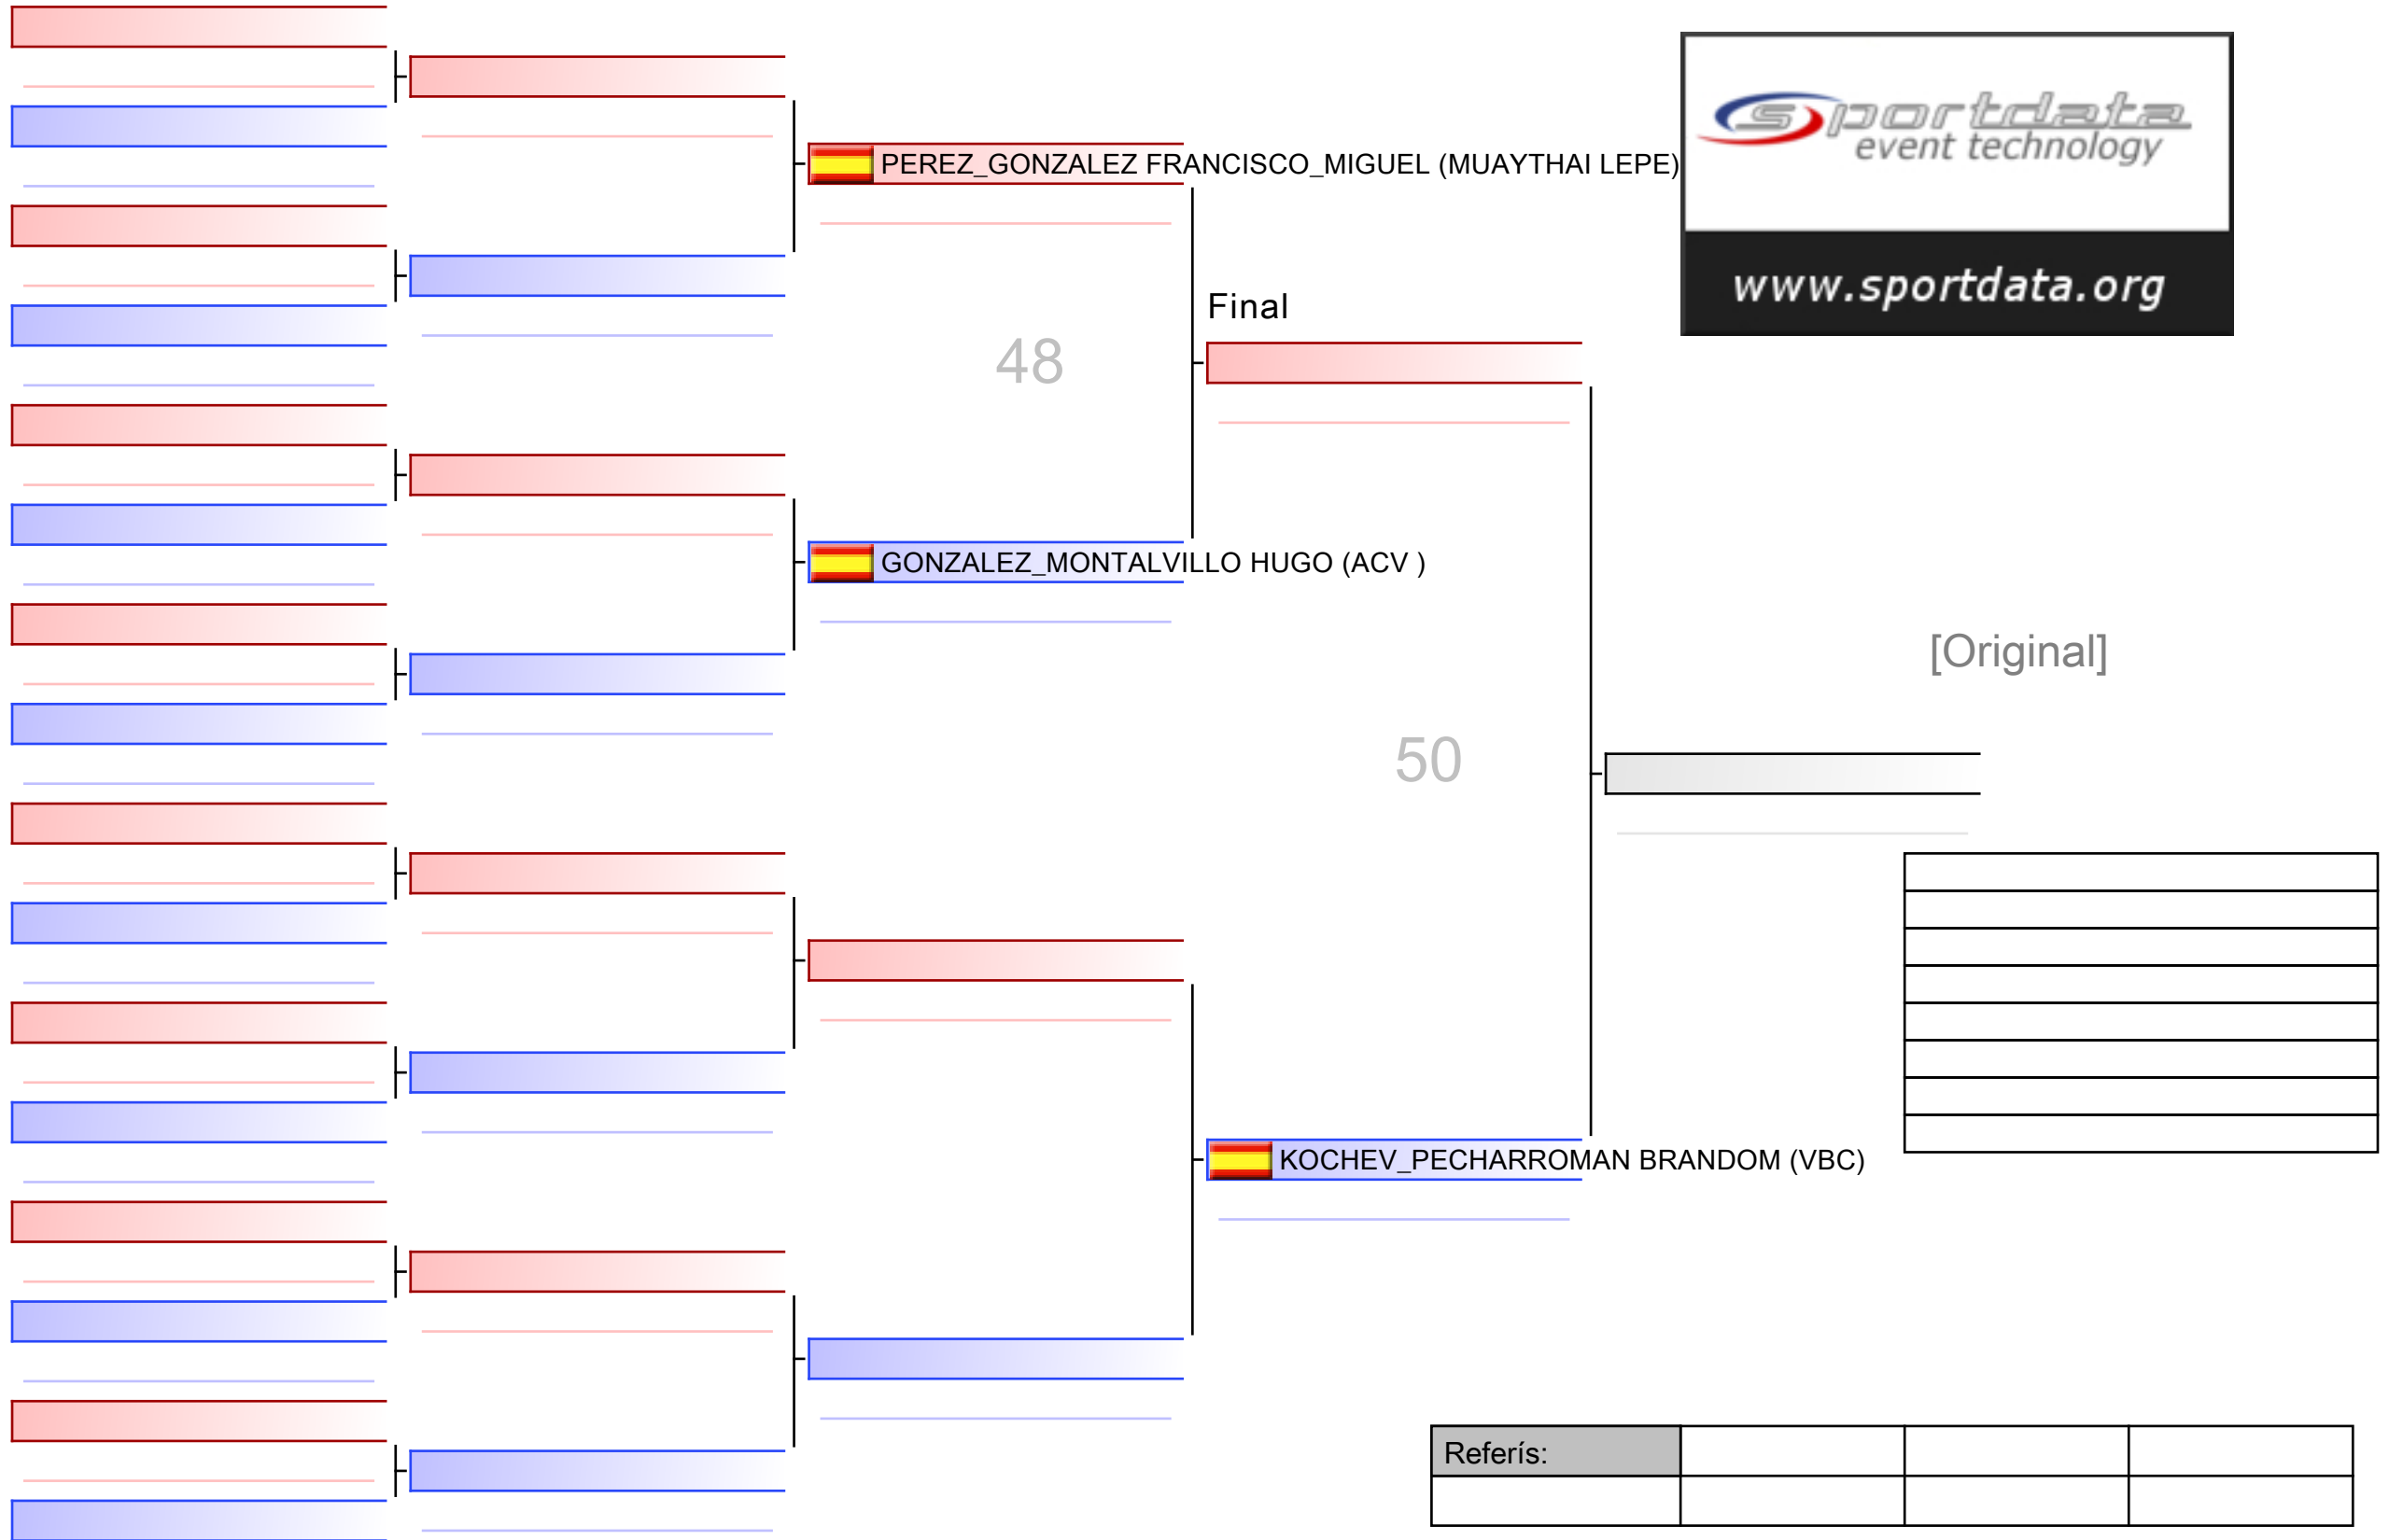 sportdata
event technology
www.sportdata.org
PEREZ_GONZALEZ FRANCISCO_MIGUEL (MUAYTHAI LEPE)
Final
48
GONZALEZ_MONTALVILLO HUGO (ACV )
[Original]
50
KOCHEV_PECHARROMAN BRANDOM (VBC)
Referís: